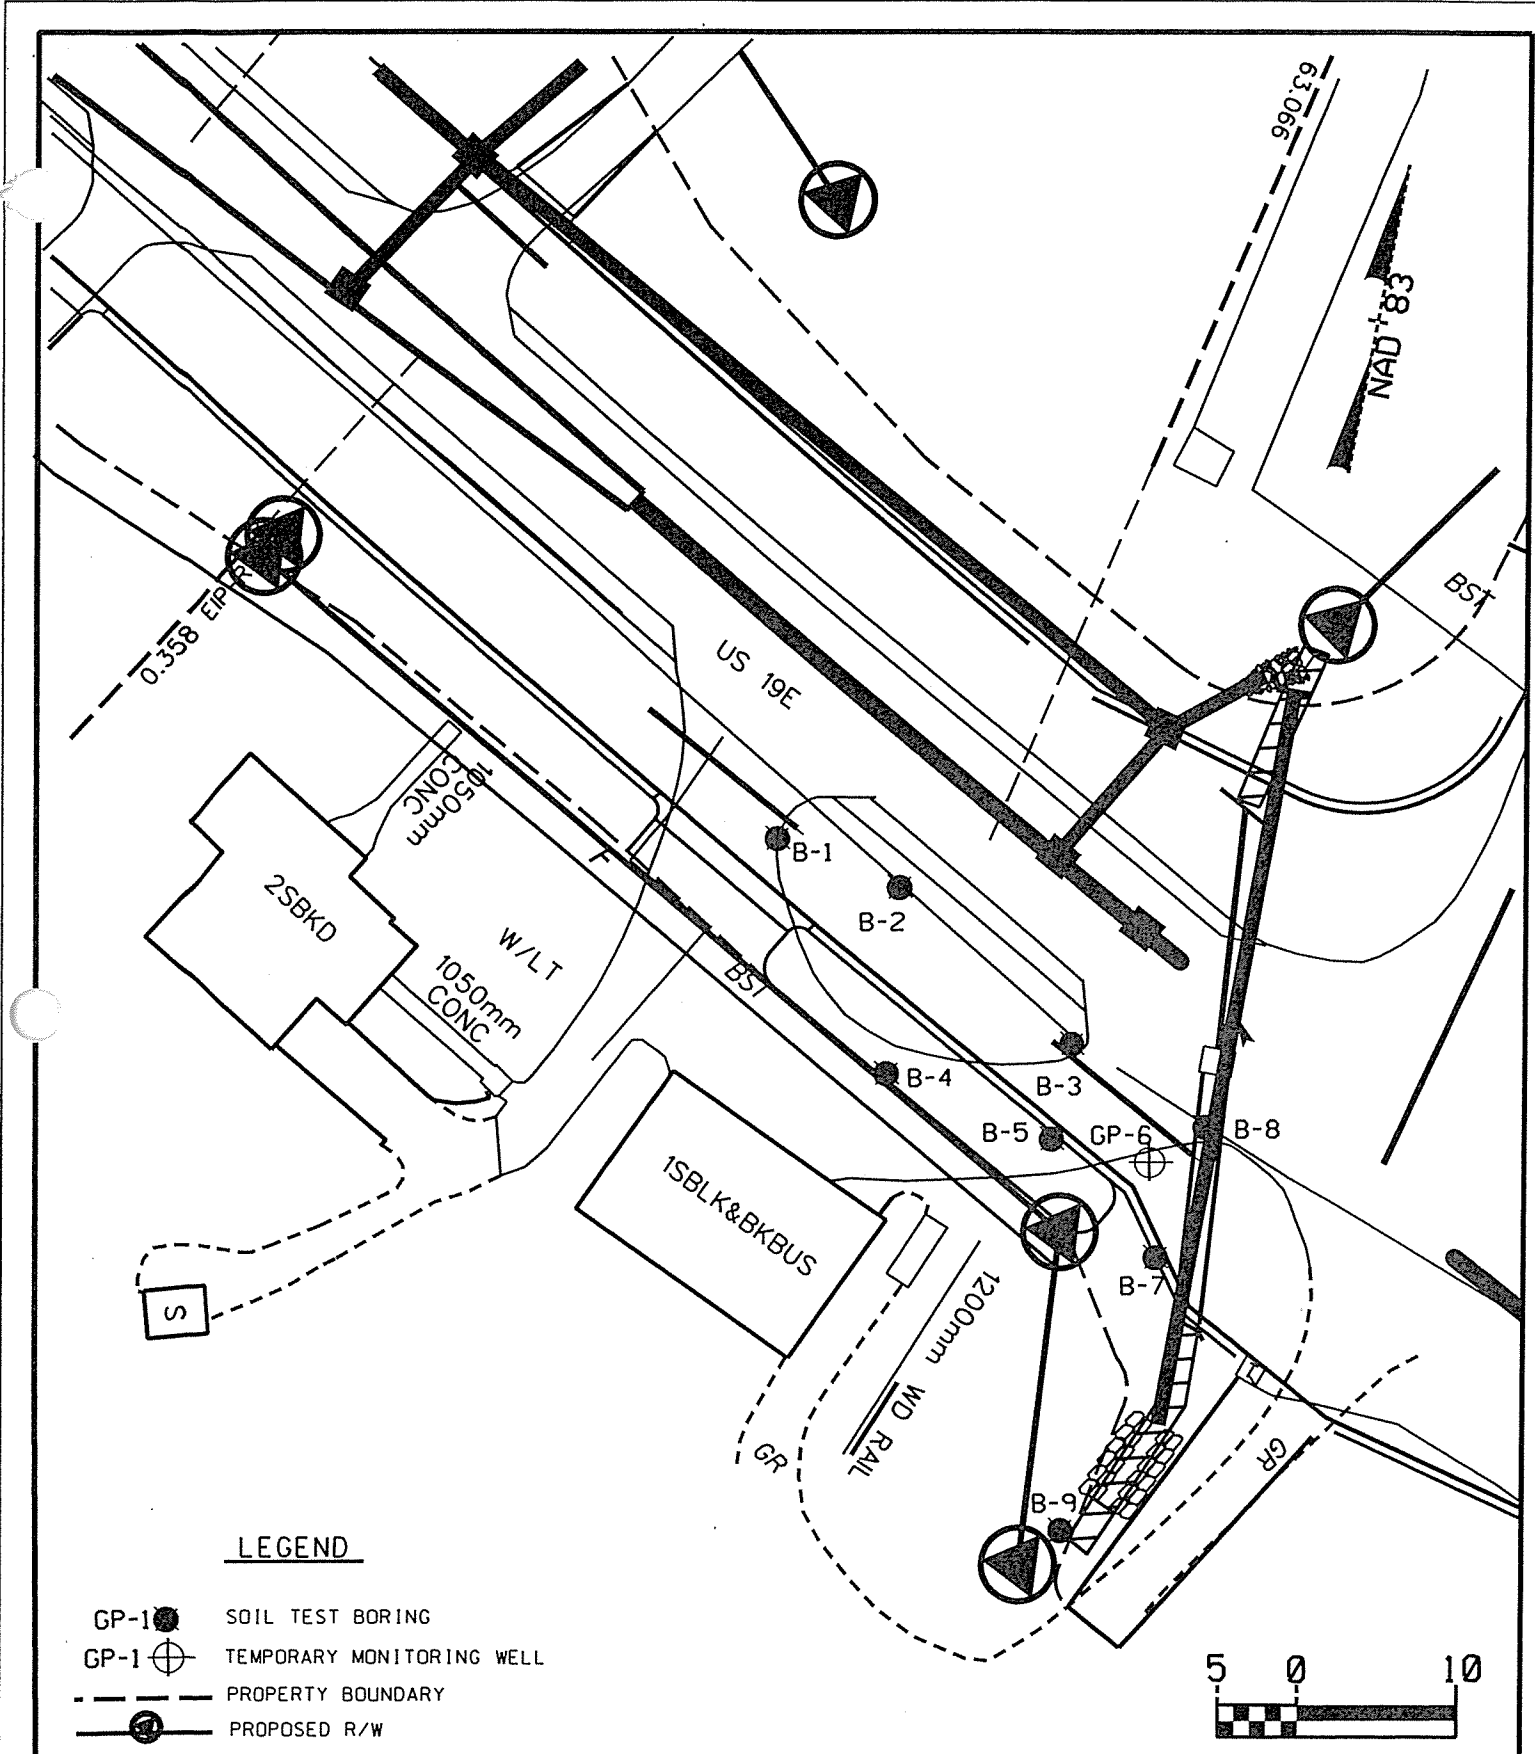 63.066
NAD 83
BST
0.358 EIP
US 19E
1050mm
CONC
B-1
2SBKD
B-2
W/LT
1050mm
CONC
BST
B-4
B-3
B-5
GP-6
B-8
1SBLK&BKBUS
B-7
S
1200mm WD RAIL
GR
GR
B-9
LEGEND
GP-1 SOIL TEST BORING
GP-1 TEMPORARY MONITORING WELL
PROPERTY BOUNDARY
PROPOSED R/W
5 0 10